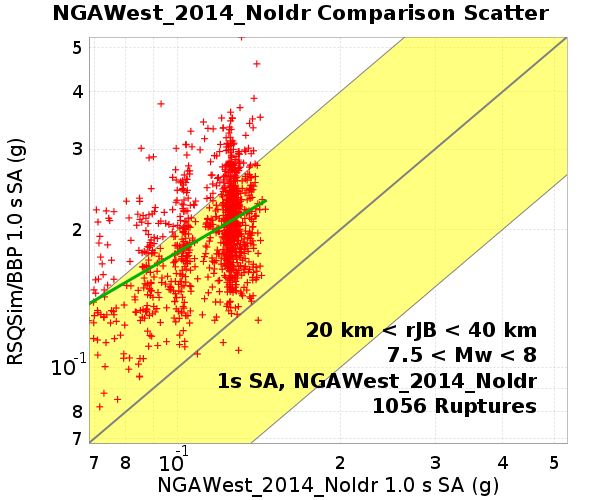 NGAWest_2014_NoIdr Comparison Scatter
RSQSim/BBP 1.0 s SA (g)
5
4
3
2
10-1
8
7
20 km < rJB < 40 km
7.5 < Mw < 8
1s SA, NGAWest_2014_NoIdr
1056 Ruptures
7 8 10-1 2 3 4 5
NGAWest_2014_NoIdr 1.0 s SA (g)